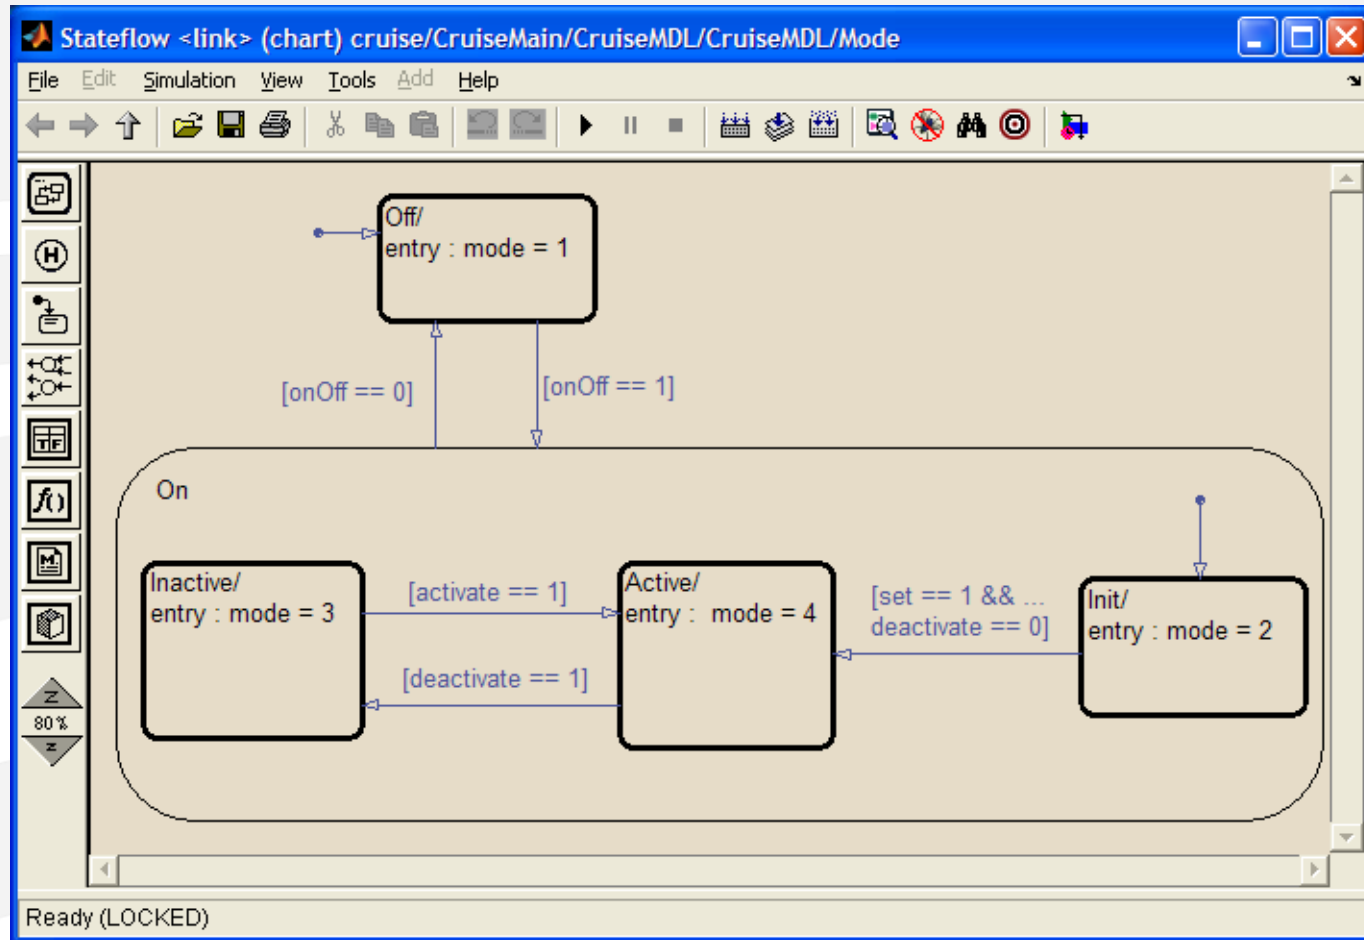 Stateflow <link> (chart) cruise/CruiseMain/CruiseMDL/CruiseMDL/Mode
File Edit Simulation View Tools Add Help
Off/
entry : mode = 1
[onOff == 0]
[onOff == 1]
On
Inactive/
entry : mode = 3
[activate == 1]
[deactivate == 1]
Active/
entry :  mode = 4
[set == 1 && ...
deactivate == 0]
Init/
entry : mode = 2
H
TF
f()
M
Z
80 %
z
Ready (LOCKED)